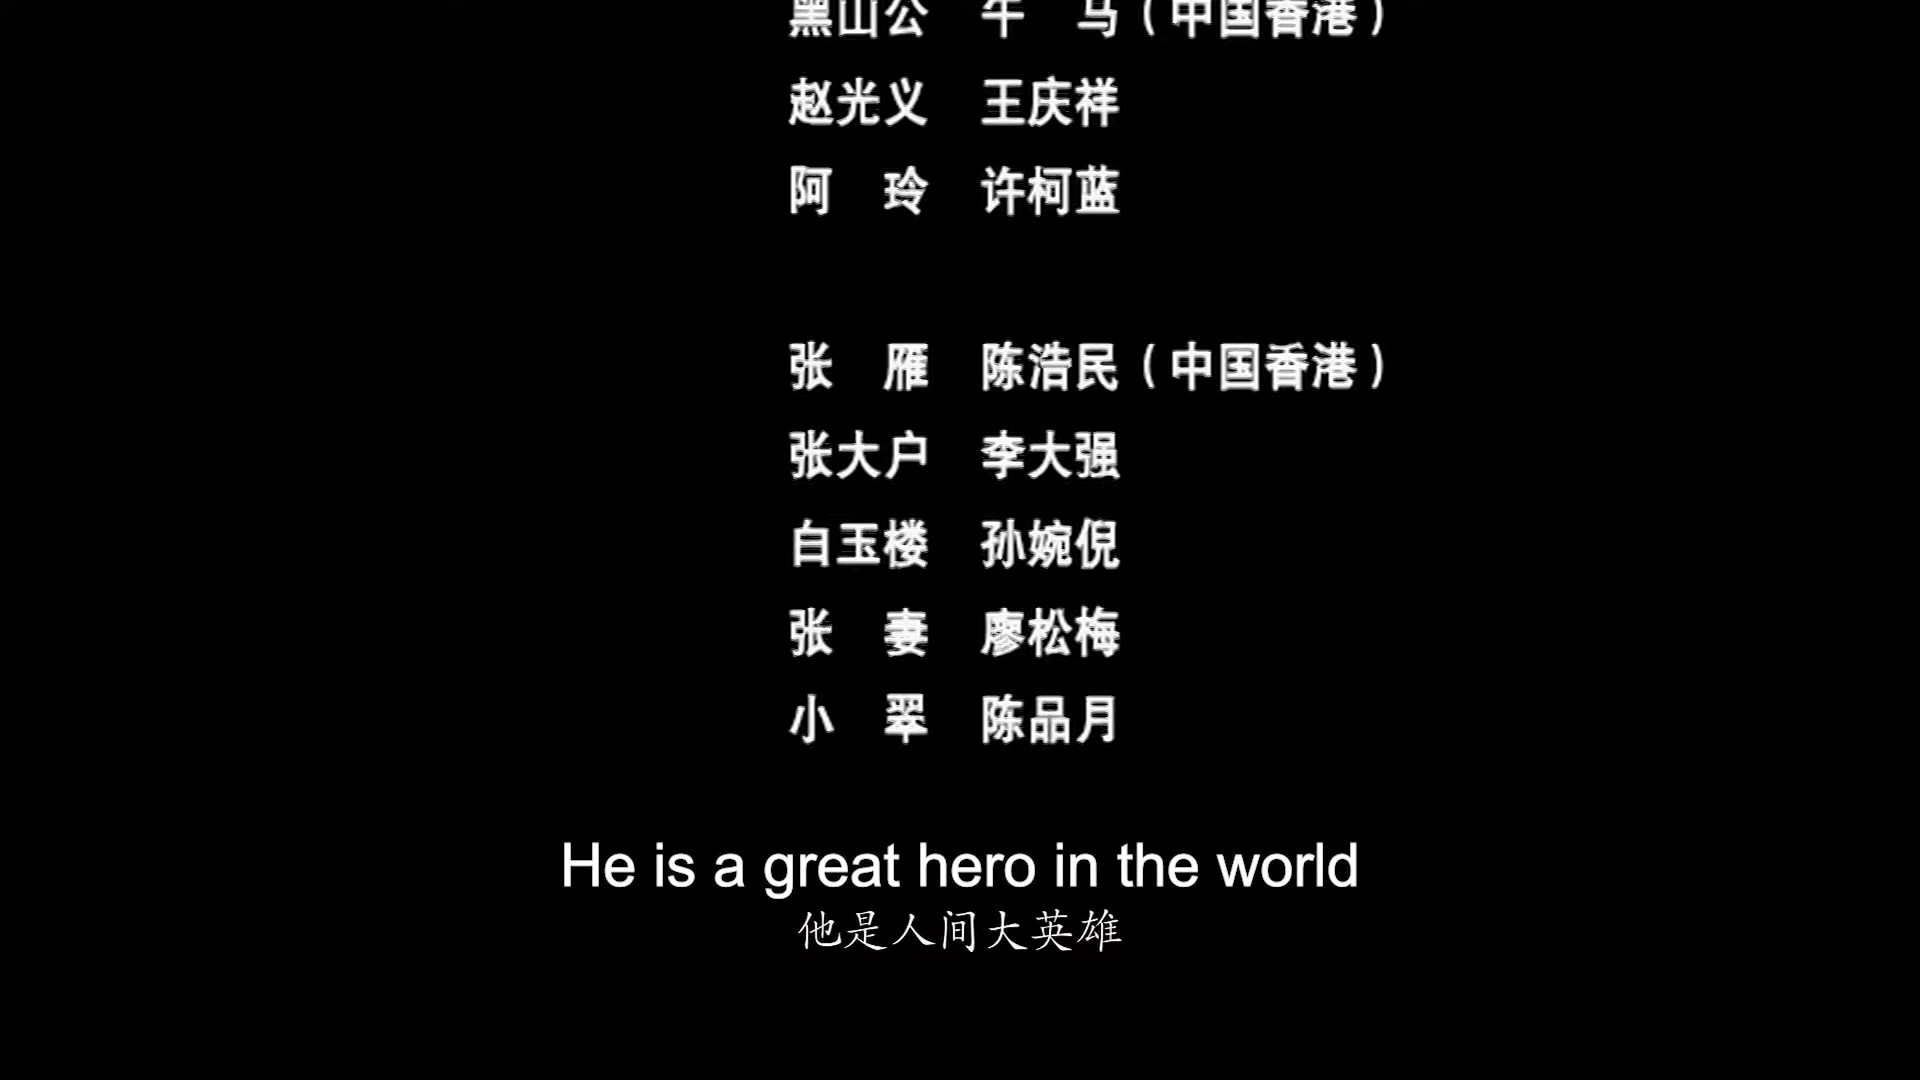 黑山公 午 马（中国香港）
赵光义 王庆祥
阿 玲 许柯蓝
张 雁 陈浩民（中国香港）
张大户 李大强
白玉楼 孙婉倪
张 妻 廖松梅
小 翠 陈品月
He is a great hero in the world
他是人间大英雄